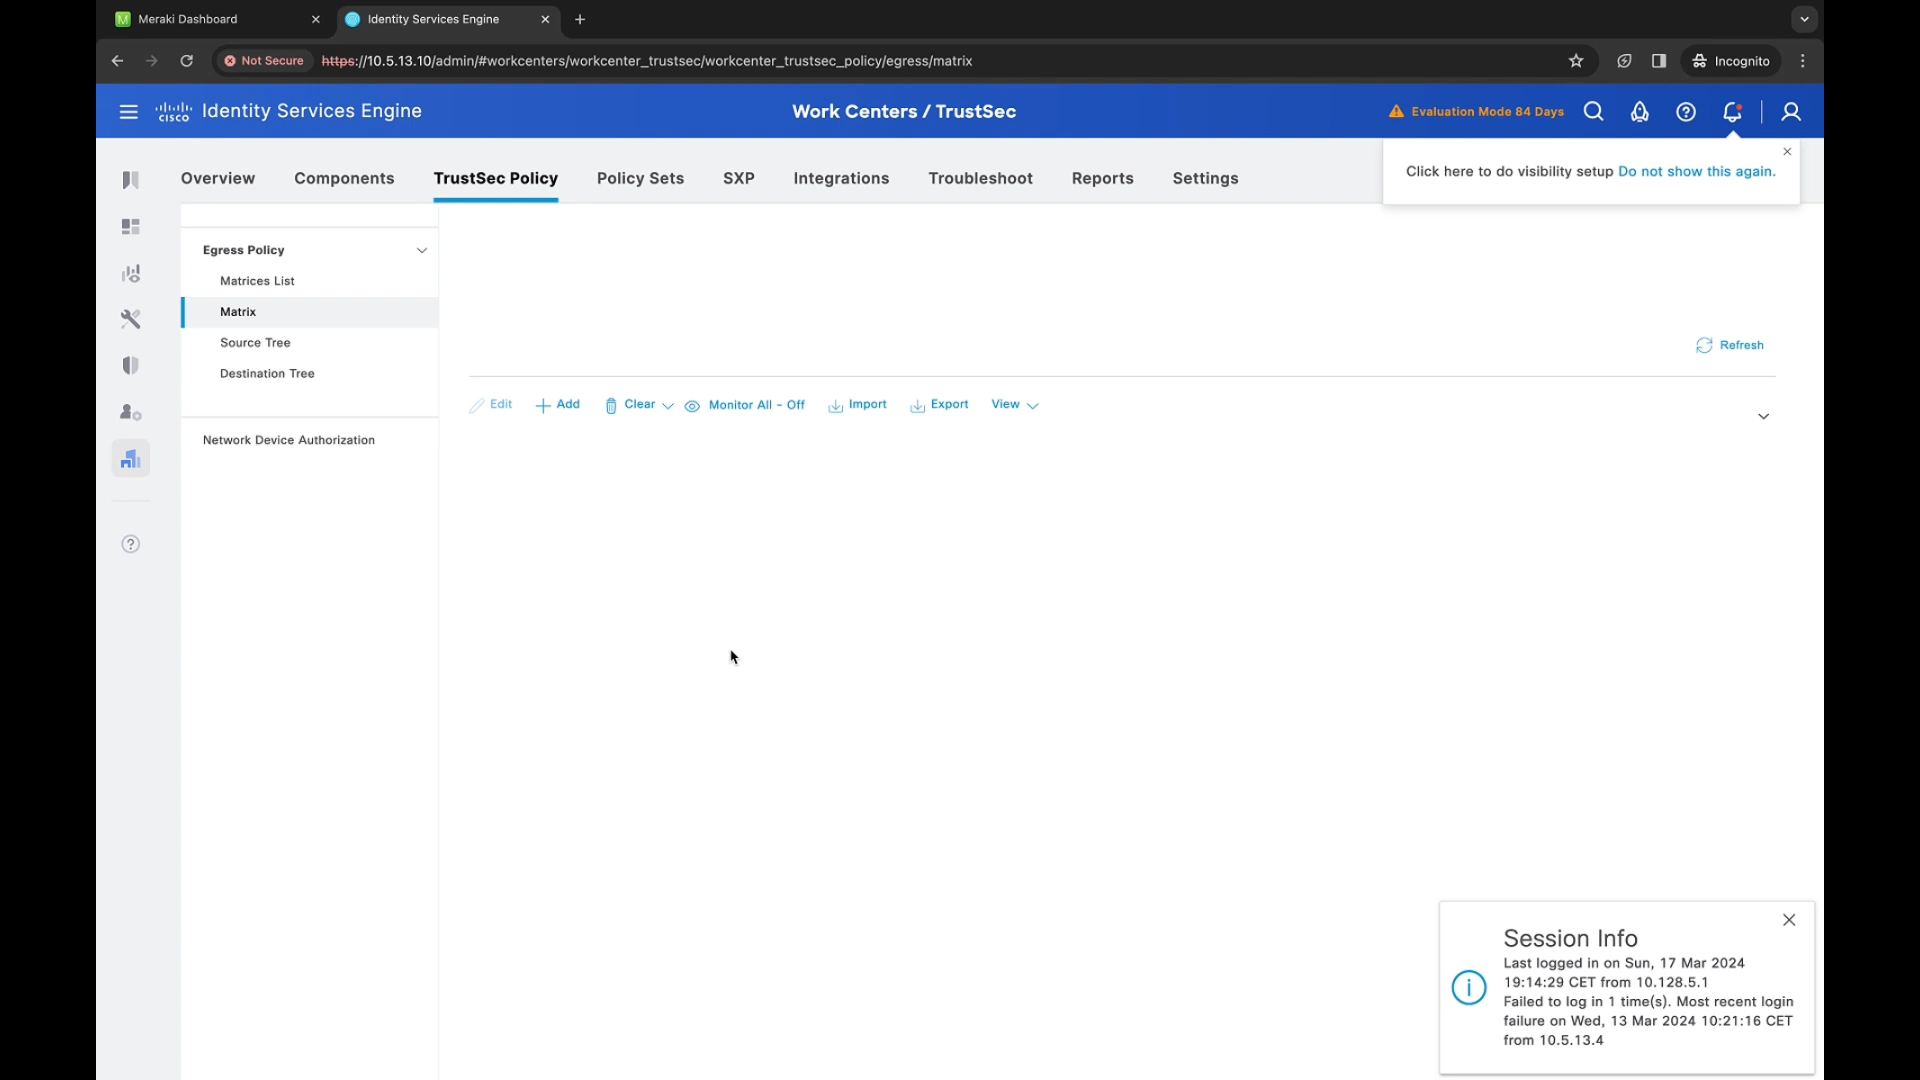 Meraki Dashboard
Identity Services Engine
Not Secure
https://10.5.13.10/admin/#workcenters/workcenter_trustsec/workcenter_trustsec_policy/egress/matrix
Incognito
cisco
Identity Services Engine
Work Centers / TrustSec
Evaluation Mode 84 Days
Click here to do visibility setup Do not show this again.
Overview
Components
TrustSec Policy
Policy Sets
SXP
Integrations
Troubleshoot
Reports
Settings
Egress Policy
Matrices List
Matrix
Source Tree
Destination Tree
Network Device Authorization
Refresh
Edit
Add
Clear
Monitor All - Off
Import
Export
View
Session Info
Last logged in on Sun, 17 Mar 2024
19:14:29 CET from 10.128.5.1
Failed to log in 1 time(s). Most recent login
failure on Wed, 13 Mar 2024 10:21:16 CET
from 10.5.13.4